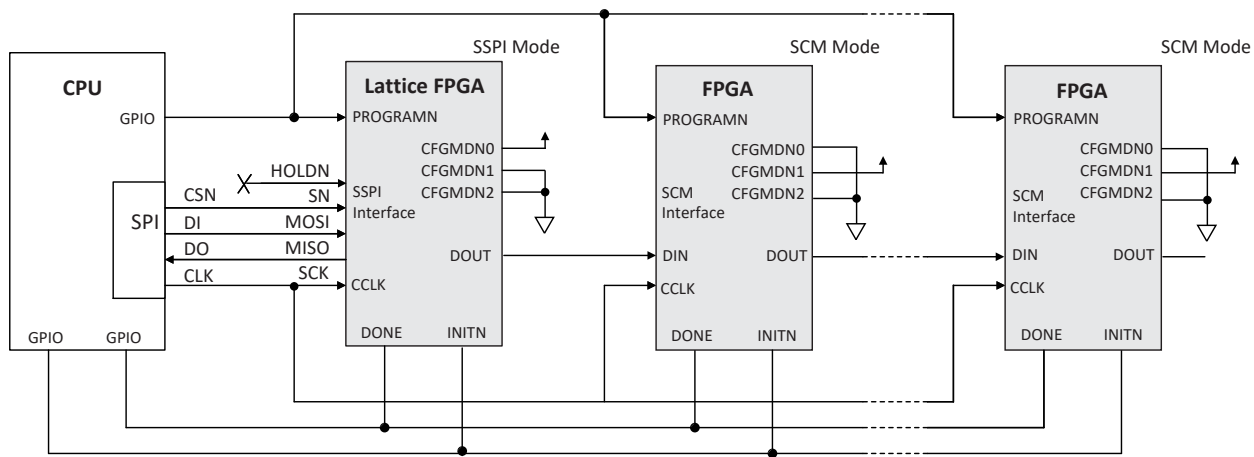 SSPI Mode
SCM Mode
SCM Mode
CPU
GPIO
SPI
CSN
DI
DO
CLK
GPIO
GPIO
HOLDN
SN
MOSI
MISO
SCK
Lattice FPGA
PROGRAMN
CFGMDN0
CFGMDN1
CFGMDN2
SSPI
Interface
DOUT
CCLK
DONE
INITN
FPGA
PROGRAMN
CFGMDN0
CFGMDN1
CFGMDN2
SCM
Interface
DIN
DOUT
CCLK
DONE
INITN
FPGA
PROGRAMN
CFGMDN0
CFGMDN1
CFGMDN2
SCM
Interface
DIN
DOUT
CCLK
DONE
INITN